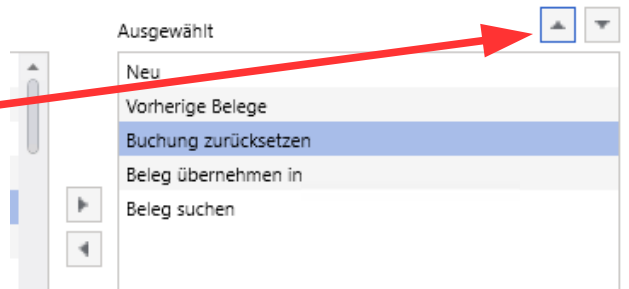 Ausgewählt
Neu
Vorherige Belege
Buchung zurücksetzen
Beleg übernehmen in
Beleg suchen